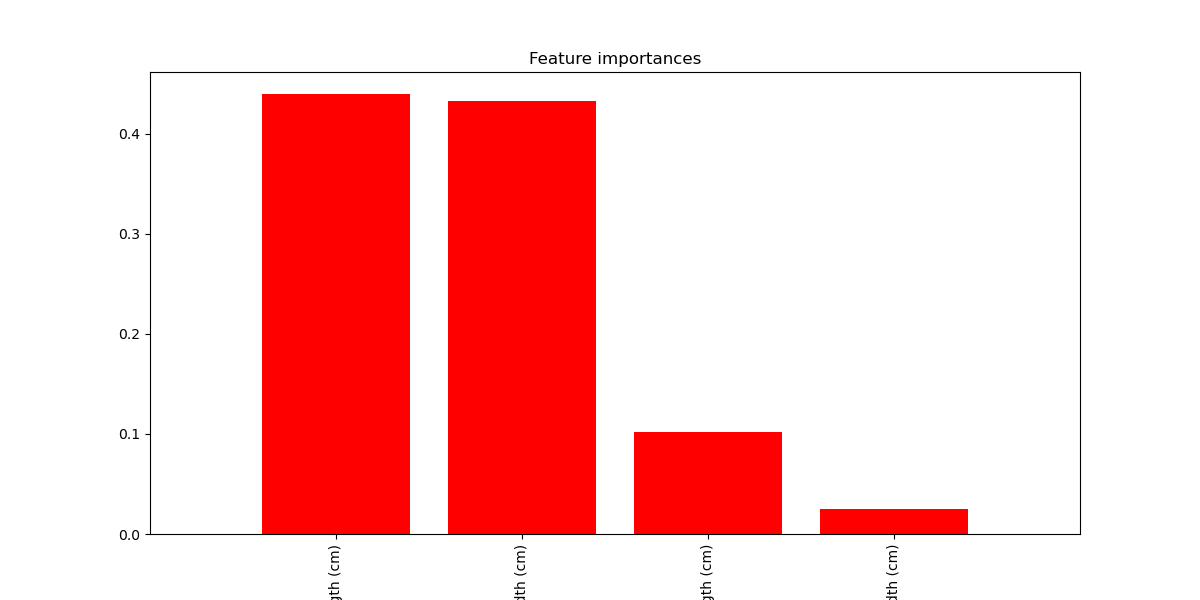 Feature importances
0.4
0.3
0.2
0.1
0.0
gth (cm)
dth (cm)
gth (cm)
dth (cm)